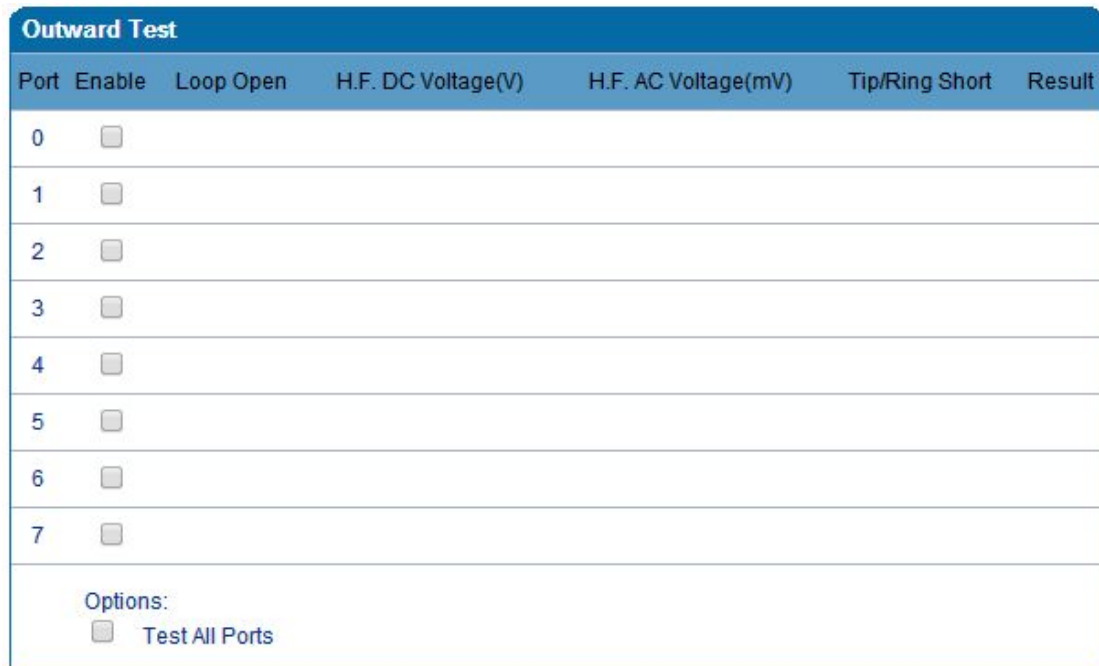 Outward Test
Port Enable Loop Open H.F. DC Voltage(V) H.F. AC Voltage(mV) Tip/Ring Short Result
0
1
2
3
4
5
6
7
Options:
Test All Ports